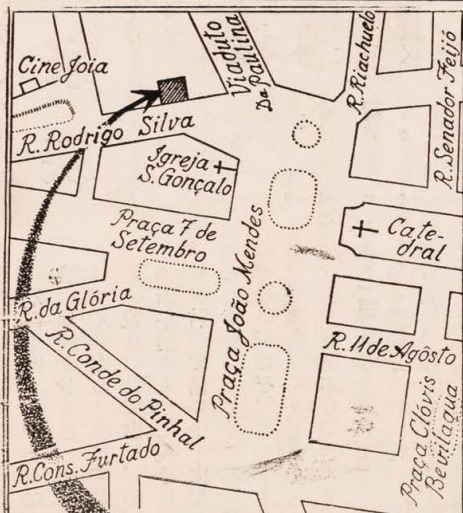 Cine Joia
Viaduto
Da Paulina
R. Riachuelo
R. Senador Feijó
R. Rodrigo Silva
Igreja
S. Gonçalo
Praça 7 de
Setembro
Praça João Mendes
Cate-
dral
R. da Glória
R. 11 de Agôsto
R. Conde do Pinhal
Praça Clóvis
Bevilaqua
R. Cons. Furtado